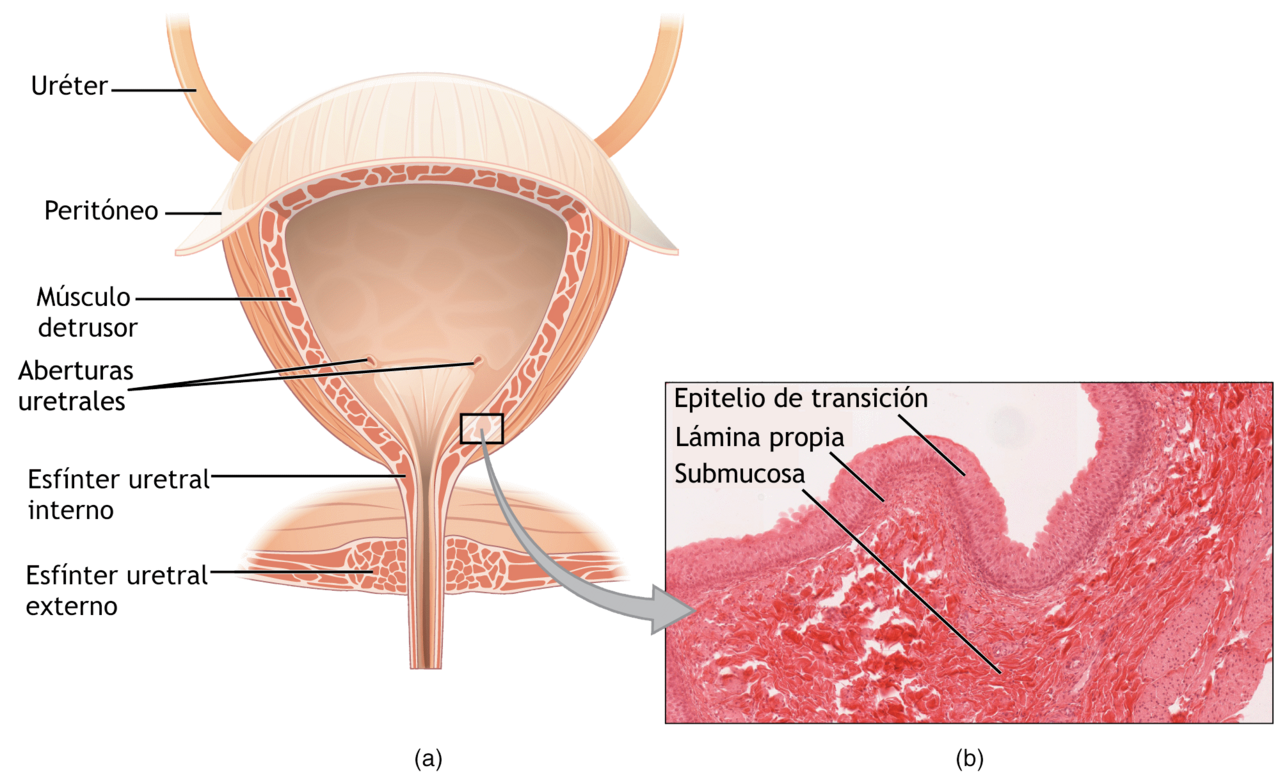 Uréter
Peritóneo
Músculo
detrusor
Aberturas
uretrales
Esfínter uretral
interno
Esfínter uretral
externo
Epitelio de transición
Lámina propia
Submucosa
(a)
(b)